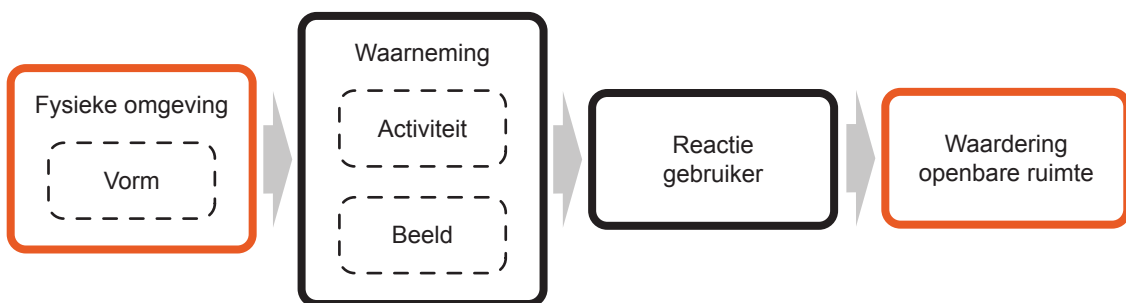 Fysieke omgeving
Vorm
Waarneming
Activiteit
Beeld
Reactie
gebruiker
Waardering
openbare ruimte